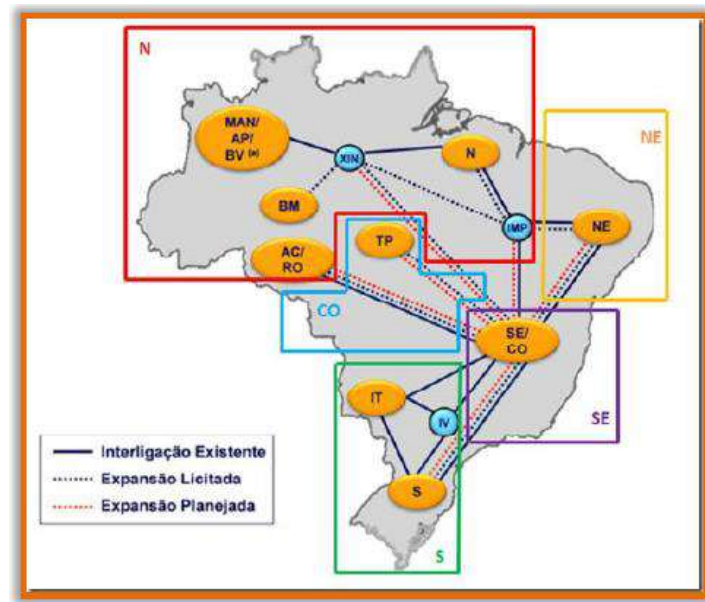 N
MAN/
AP/
BV (a)
XIN
N
NE
BM
IMP
NE
TP
AC/
RO
CO
SE/
CO
IT
IV
SE
Interligação Existente
Expansão Licitada
Expansão Planejada
S
S